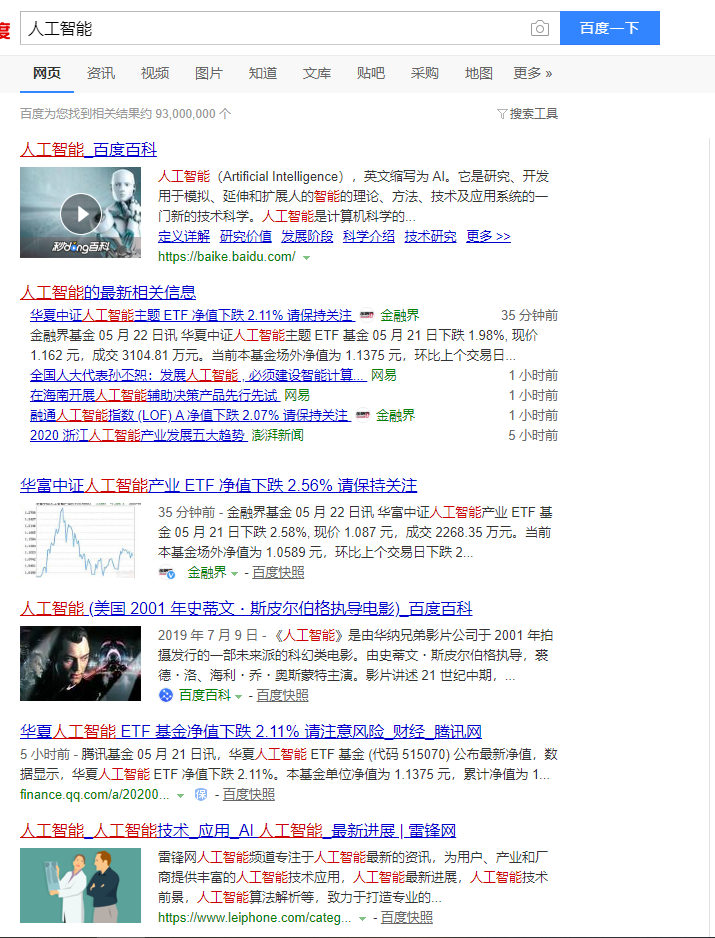 度
人工智能
百度一下
网页 资讯 视频 图片 知道 文库 贴吧 采购 地图 更多 »
百度为您找到相关结果约 93,000,000 个 搜索工具
人工智能_百度百科
人工智能（Artificial Intelligence），英文缩写为 AI。它是研究、开发
用于模拟、延伸和扩展人的智能的理论、方法、技术及应用系统的一
门新的技术科学。人工智能是计算机科学的...
秒dǒng百科
定义详解 研究价值 发展阶段 科学介绍 技术研究 更多 >>
https://baike.baidu.com/
人工智能的最新相关信息
华夏中证人工智能主题 ETF 净值下跌 2.11% 请保持关注 金融界 35 分钟前
金融界基金 05 月 22 日讯 华夏中证人工智能主题 ETF 基金 05 月 21 日下跌 1.98%, 现价
1.162 元，成交 3104.81 万元。当前本基金场外净值为 1.1375 元，环比上个交易日...
全国人大代表孙丕恕：发展人工智能 , 必须建设智能计算... 网易 1 小时前
在海南开展人工智能辅助决策产品先行先试 网易 1 小时前
融通人工智能指数 (LOF) A 净值下跌 2.07% 请保持关注 金融界 1 小时前
2020 浙江人工智能产业发展五大趋势 澎湃新闻 5 小时前
华富中证人工智能产业 ETF 净值下跌 2.56% 请保持关注
35 分钟前 - 金融界基金 05 月 22 日讯 华富中证人工智能产业 ETF 基
金 05 月 21 日下跌 2.58%, 现价 1.087 元，成交 2268.35 万元。当前
本基金场外净值为 1.0589 元，环比上个交易日下跌 2...
金融界 - 百度快照
人工智能 (美国 2001 年史蒂文・斯皮尔伯格执导电影)_百度百科
2019 年 7 月 9 日 - 《人工智能》是由华纳兄弟影片公司于 2001 年拍
摄发行的一部未来派的科幻类电影。由史蒂文・斯皮尔伯格执导，裘
德・洛、海利・乔・奥斯蒙特主演。影片讲述 21 世纪中期，...
百度百科 - 百度快照
华夏人工智能 ETF 基金净值下跌 2.11% 请注意风险_财经_腾讯网
5 小时前 - 腾讯基金 05 月 21 日讯，华夏人工智能 ETF 基金 (代码 515070) 公布最新净值，数
据显示，华夏人工智能 ETF 净值下跌 2.11%。本基金单位净值为 1.1375 元，累计净值为 1...
finance.qq.com/a/20200... 保 - 百度快照
人工智能_人工智能技术_应用_AI 人工智能_最新进展 | 雷锋网
雷锋网人工智能频道专注于人工智能最新的资讯，为用户、产业和厂
商提供丰富的人工智能技术应用，人工智能最新进展，人工智能技术
前景，人工智能算法解析等，致力于打造专业的...
https://www.leiphone.com/categ... - 百度快照